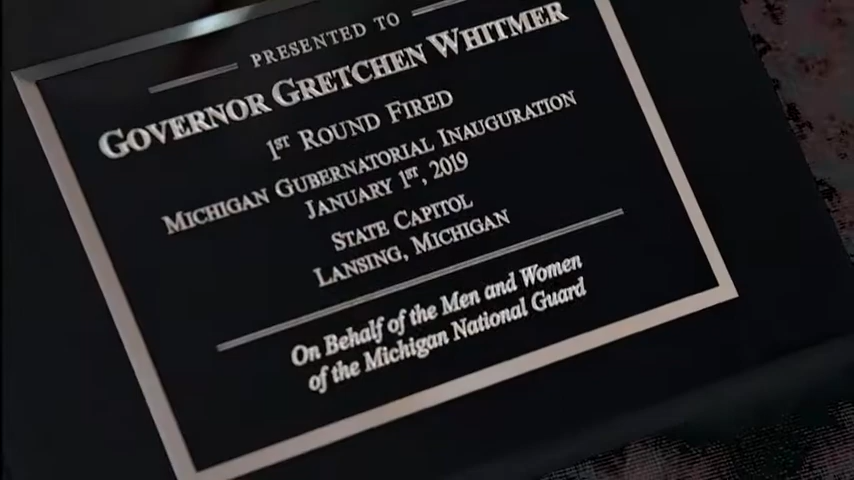 PRESENTED TO
GOVERNOR GRETCHEN WHITMER
1ST ROUND FIRED
MICHIGAN GUBERNATORIAL INAUGURATION
JANUARY 1ST, 2019
STATE CAPITOL
LANSING, MICHIGAN
On Behalf of the Men and Women
of the Michigan National Guard